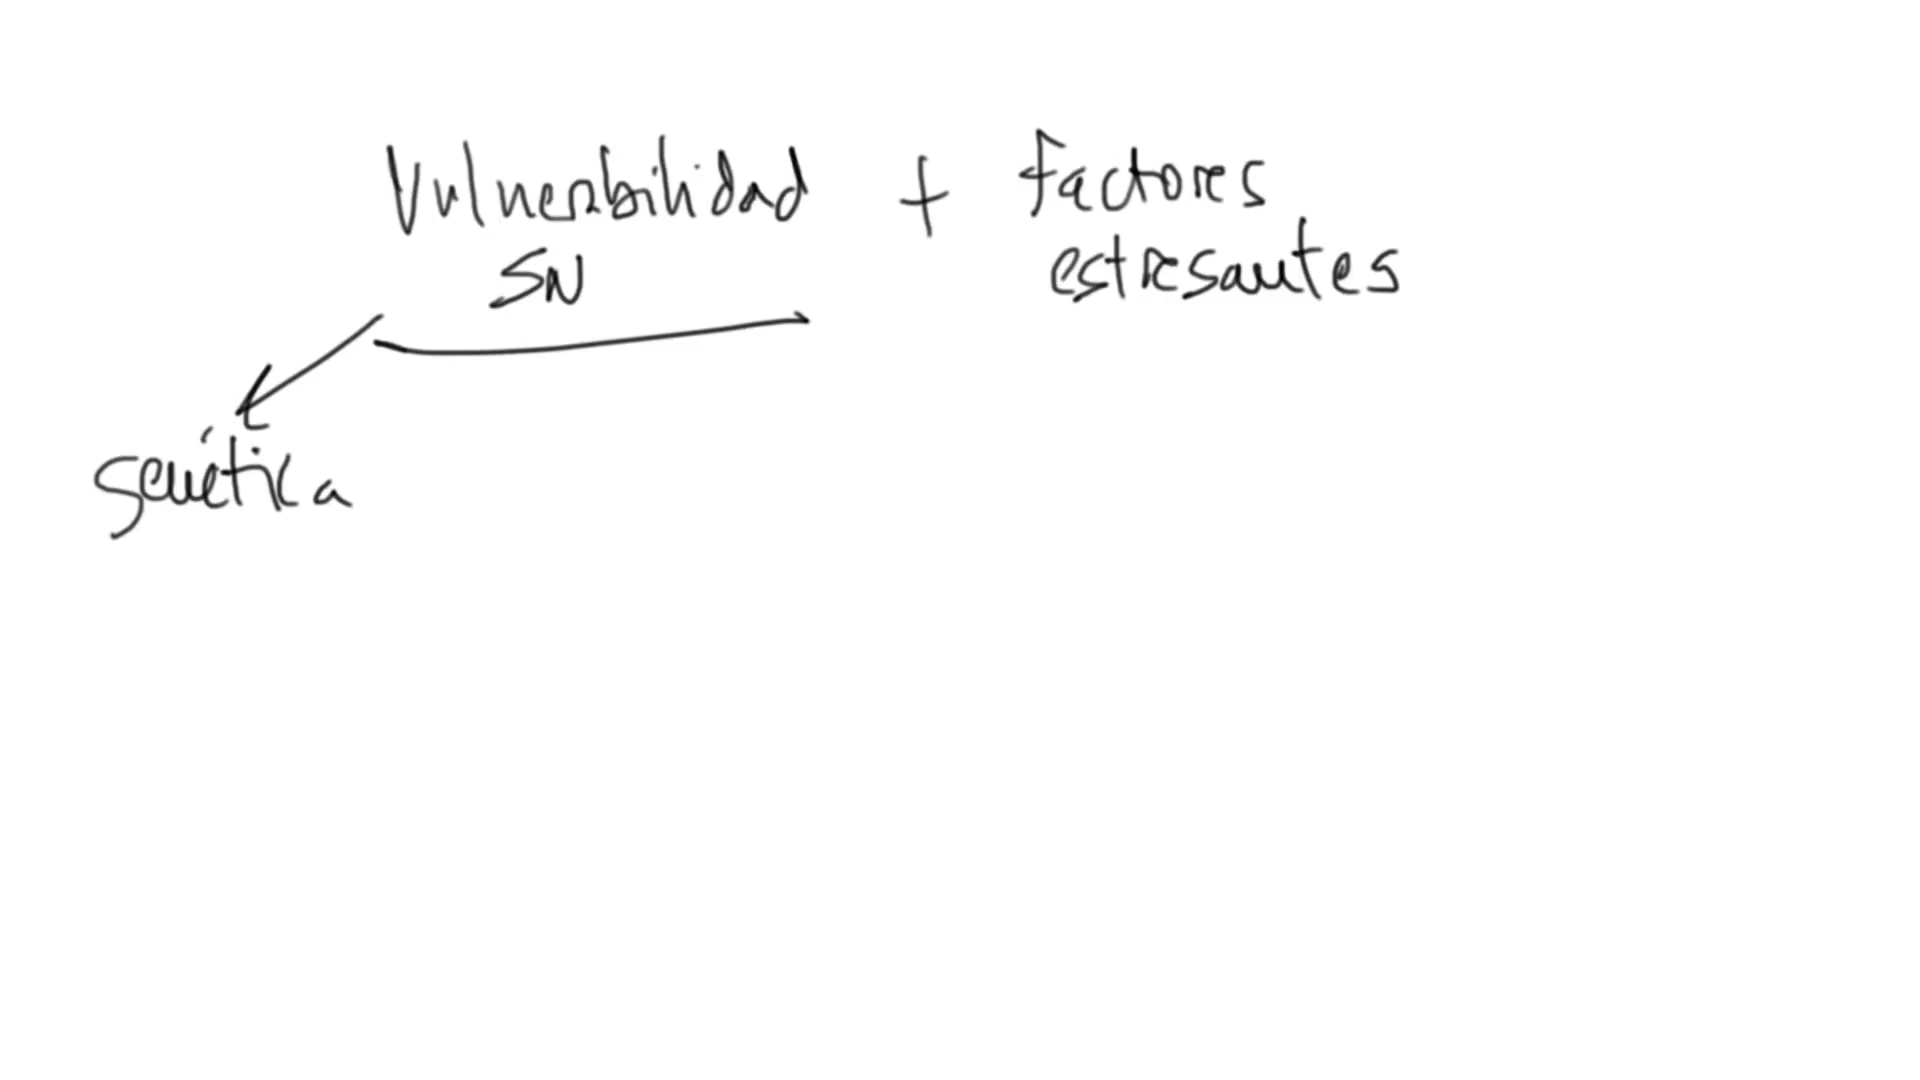 Vulnerabilidad + Factores
SN estresantes
genética